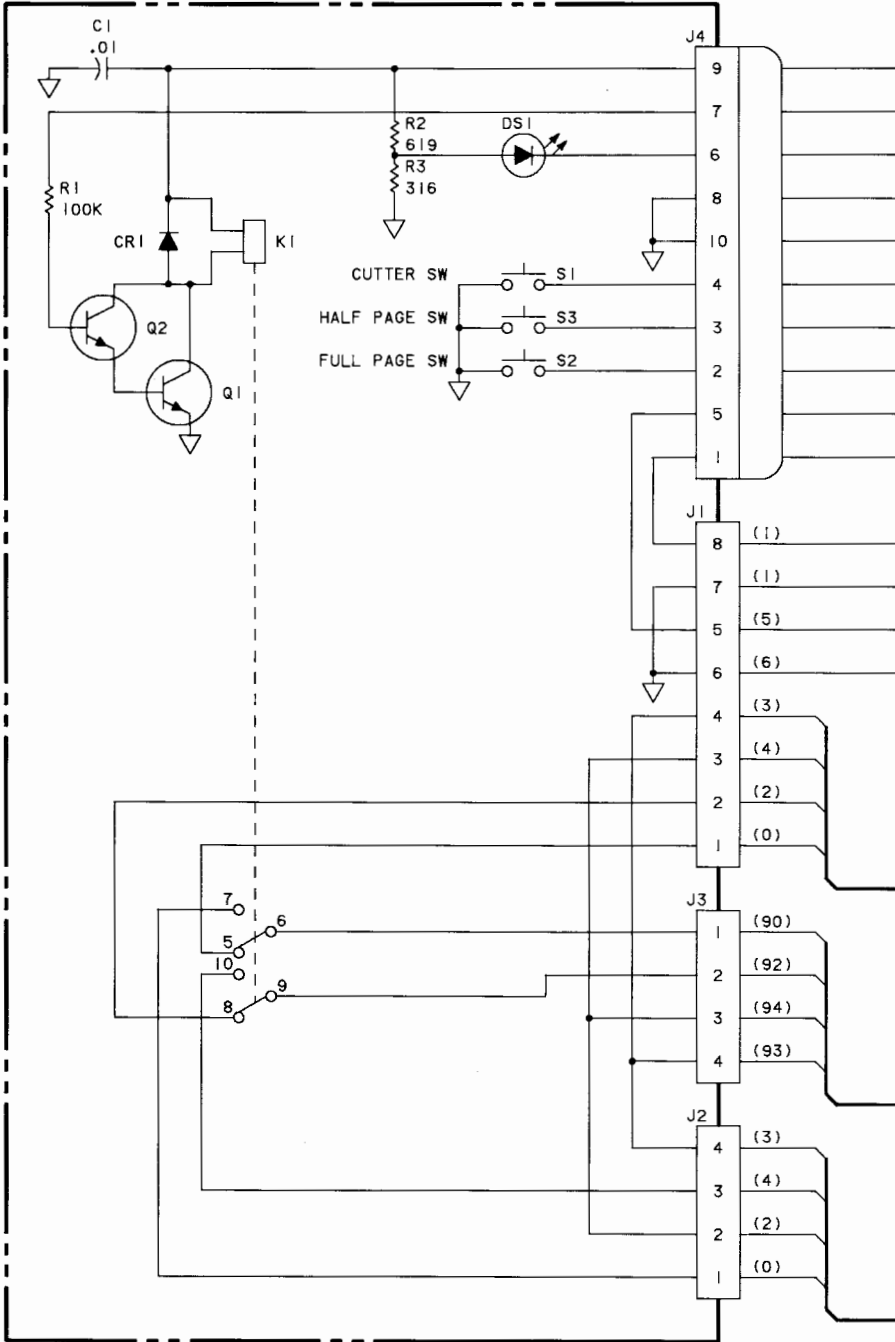 C1
.01
J4
9
7
R2
619
DS1
6
R3
316
R1
100K
8
CR1
K1
10
CUTTER SW
S1
4
Q2
HALF PAGE SW
S3
3
FULL PAGE SW
S2
2
Q1
5
1
J1
8
(1)
7
(1)
5
(5)
6
(6)
4
(3)
3
(4)
2
(2)
1
(0)
7
J3
6
1
(90)
5
10
2
(92)
9
8
3
(94)
4
(93)
J2
4
(3)
3
(4)
2
(2)
1
(0)